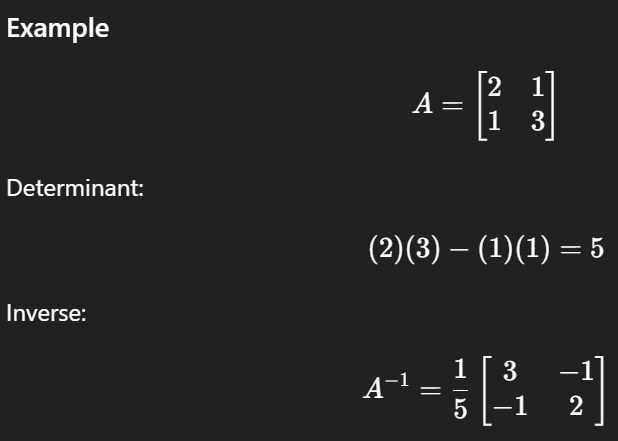 Example
A = [2 1
1 3]
Determinant:
(2)(3) − (1)(1) = 5
Inverse:
A⁻¹ = 1/5 [3 −1
−1 2]